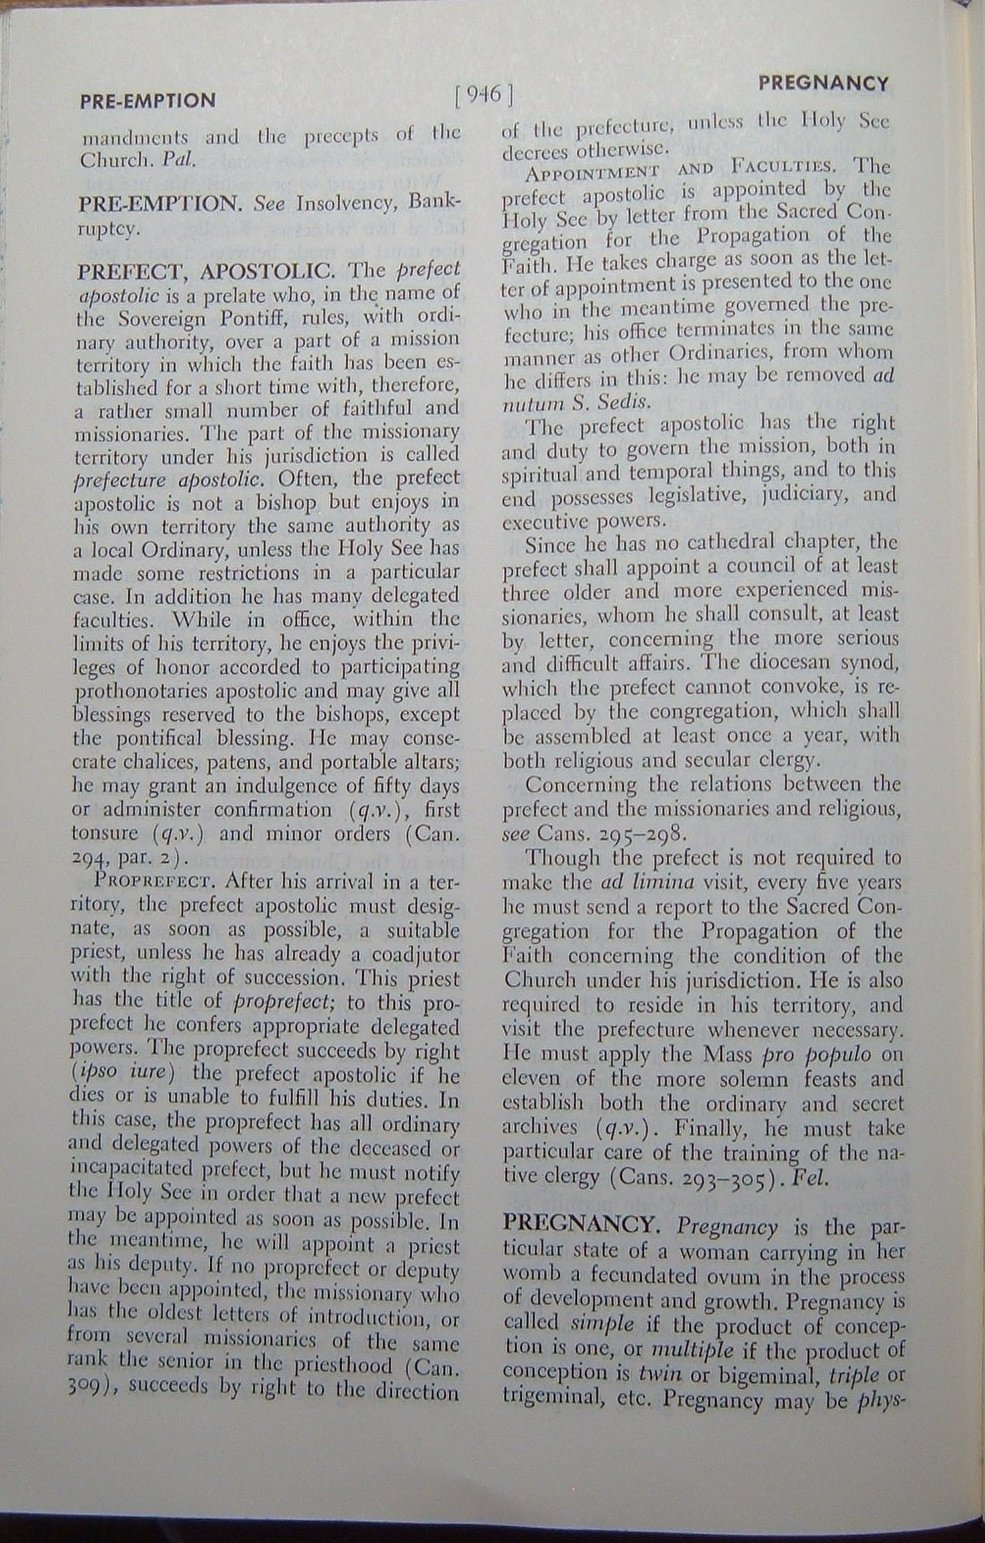 PRE-EMPTION
[ 946 ]
PREGNANCY
mandments and the precepts of the
Church. Pal.
PRE-EMPTION. See Insolvency, Bank-
ruptcy.
PREFECT, APOSTOLIC. The prefect
apostolic is a prelate who, in the name of
the Sovereign Pontiff, rules, with ordi-
nary authority, over a part of a mission
territory in which the faith has been es-
tablished for a short time with, therefore,
a rather small number of faithful and
missionaries. The part of the missionary
territory under his jurisdiction is called
prefecture apostolic. Often, the prefect
apostolic is not a bishop but enjoys in
his own territory the same authority as
a local Ordinary, unless the Holy See has
made some restrictions in a particular
case. In addition he has many delegated
faculties. While in office, within the
limits of his territory, he enjoys the privi-
leges of honor accorded to participating
prothonotaries apostolic and may give all
blessings reserved to the bishops, except
the pontifical blessing. He may conse-
crate chalices, patens, and portable altars;
he may grant an indulgence of fifty days
or administer confirmation (q.v.), first
tonsure (q.v.) and minor orders (Can.
294, par. 2).
PROPREFECT. After his arrival in a ter-
ritory, the prefect apostolic must desig-
nate, as soon as possible, a suitable
priest, unless he has already a coadjutor
with the right of succession. This priest
has the title of proprefect; to this pro-
prefect he confers appropriate delegated
powers. The proprefect succeeds by right
(ipso iure) the prefect apostolic if he
dies or is unable to fulfill his duties. In
this case, the proprefect has all ordinary
and delegated powers of the deceased or
incapacitated prefect, but he must notify
the Holy See in order that a new prefect
may be appointed as soon as possible. In
the meantime, he will appoint a priest
as his deputy. If no proprefect or deputy
have been appointed, the missionary who
has the oldest letters of introduction, or
from several missionaries of the same
rank the senior in the priesthood (Can.
309), succeeds by right to the direction
of the prefecture, unless the Holy See
decrees otherwise.
APPOINTMENT AND FACULTIES. The
prefect apostolic is appointed by the
Holy See by letter from the Sacred Con-
gregation for the Propagation of the
Faith. He takes charge as soon as the let-
ter of appointment is presented to the one
who in the meantime governed the pre-
fecture; his office terminates in the same
manner as other Ordinaries, from whom
he differs in this: he may be removed ad
nutum S. Sedis.
The prefect apostolic has the right
and duty to govern the mission, both in
spiritual and temporal things, and to this
end possesses legislative, judiciary, and
executive powers.
Since he has no cathedral chapter, the
prefect shall appoint a council of at least
three older and more experienced mis-
sionaries, whom he shall consult, at least
by letter, concerning the more serious
and difficult affairs. The diocesan synod,
which the prefect cannot convoke, is re-
placed by the congregation, which shall
be assembled at least once a year, with
both religious and secular clergy.
Concerning the relations between the
prefect and the missionaries and religious,
see Cans. 295–298.
Though the prefect is not required to
make the ad limina visit, every five years
he must send a report to the Sacred Con-
gregation for the Propagation of the
Faith concerning the condition of the
Church under his jurisdiction. He is also
required to reside in his territory, and
visit the prefecture whenever necessary.
He must apply the Mass pro populo on
eleven of the more solemn feasts and
establish both the ordinary and secret
archives (q.v.). Finally, he must take
particular care of the training of the na-
tive clergy (Cans. 293–305). Fel.
PREGNANCY. Pregnancy is the par-
ticular state of a woman carrying in her
womb a fecundated ovum in the process
of development and growth. Pregnancy is
called simple if the product of concep-
tion is one, or multiple if the product of
conception is twin or bigeminal, triple or
trigeminal, etc. Pregnancy may be phys-